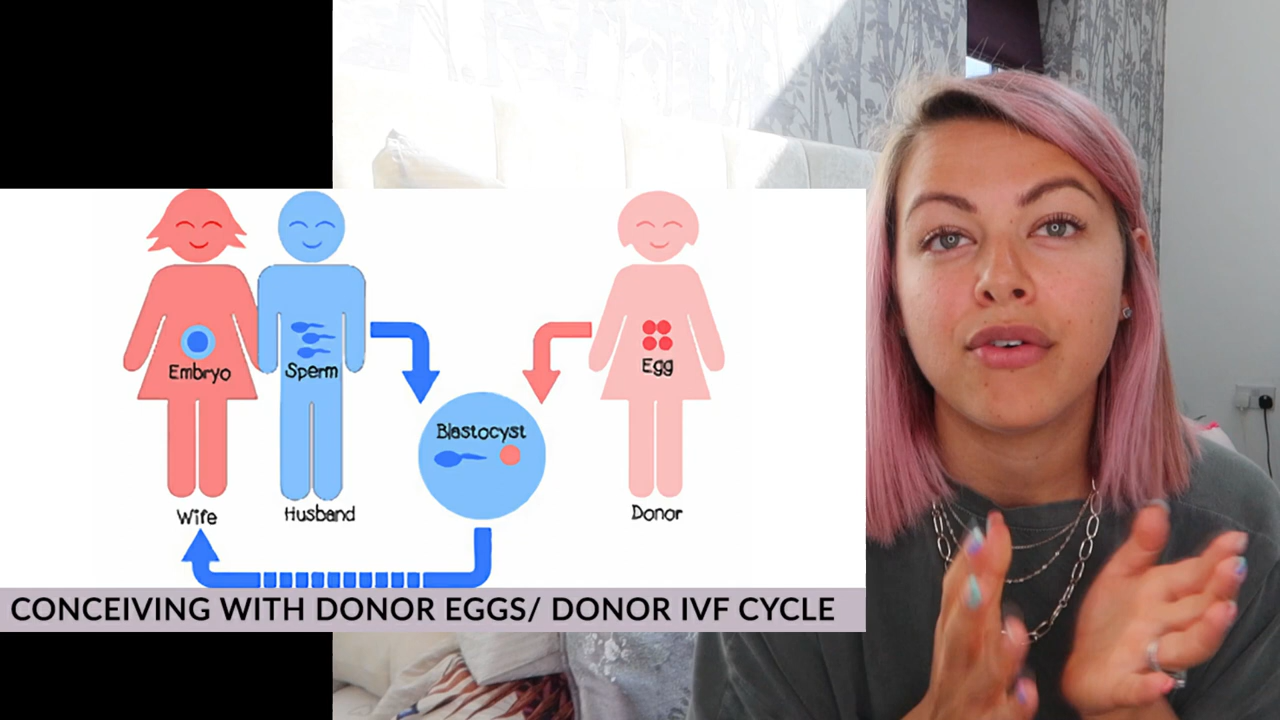 Embryo
Sperm
Egg
Blastocyst
Wife
Husband
Donor
CONCEIVING WITH DONOR EGGS/ DONOR IVF CYCLE